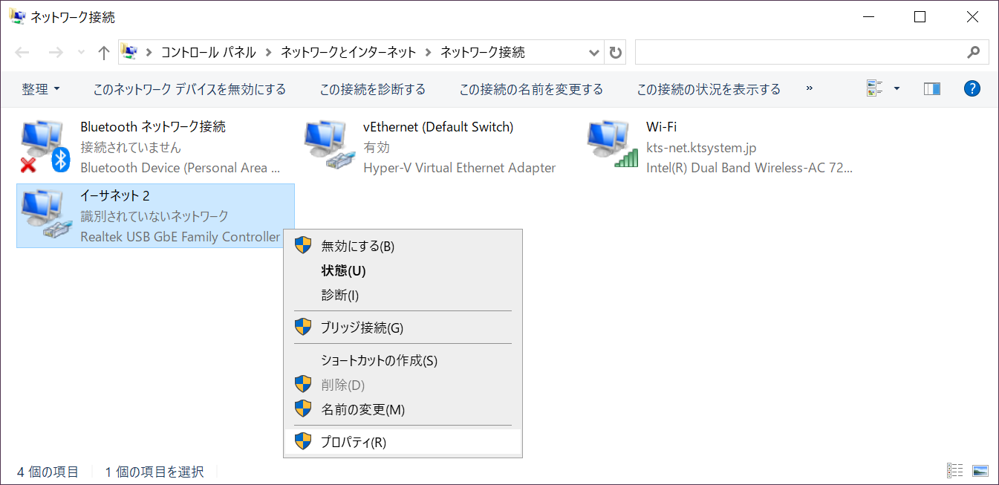 ネットワーク接続
コントロール パネル > ネットワークとインターネット > ネットワーク接続
整理 このネットワーク デバイスを無効にする この接続を診断する この接続の名前を変更する この接続の状況を表示する »
Bluetooth ネットワーク接続
接続されていません
Bluetooth Device (Personal Area ...
vEthernet (Default Switch)
有効
Hyper-V Virtual Ethernet Adapter
Wi-Fi
kts-net.ktsystem.jp
Intel(R) Dual Band Wireless-AC 72...
イーサネット 2
識別されていないネットワーク
Realtek USB GbE Family Controller
無効にする(B)
状態(U)
診断(I)
ブリッジ接続(G)
ショートカットの作成(S)
削除(D)
名前の変更(M)
プロパティ(R)
4 個の項目 1 個の項目を選択